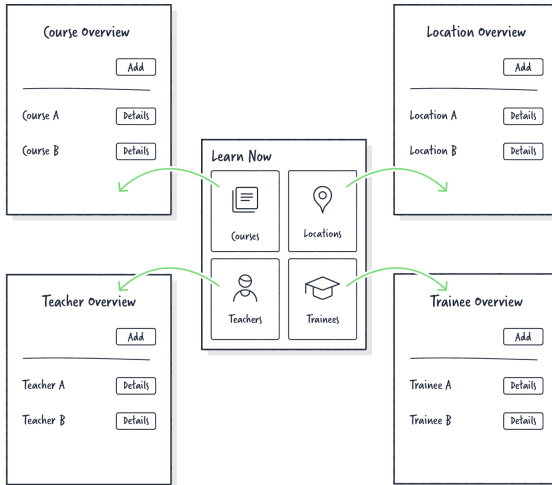 Course Overview
Add
Course A Details
Course B Details
Location Overview
Add
Location A Details
Location B Details
Learn Now
Courses Locations
Teachers Trainees
Teacher Overview
Add
Teacher A Details
Teacher B Details
Trainee Overview
Add
Trainee A Details
Trainee B Details